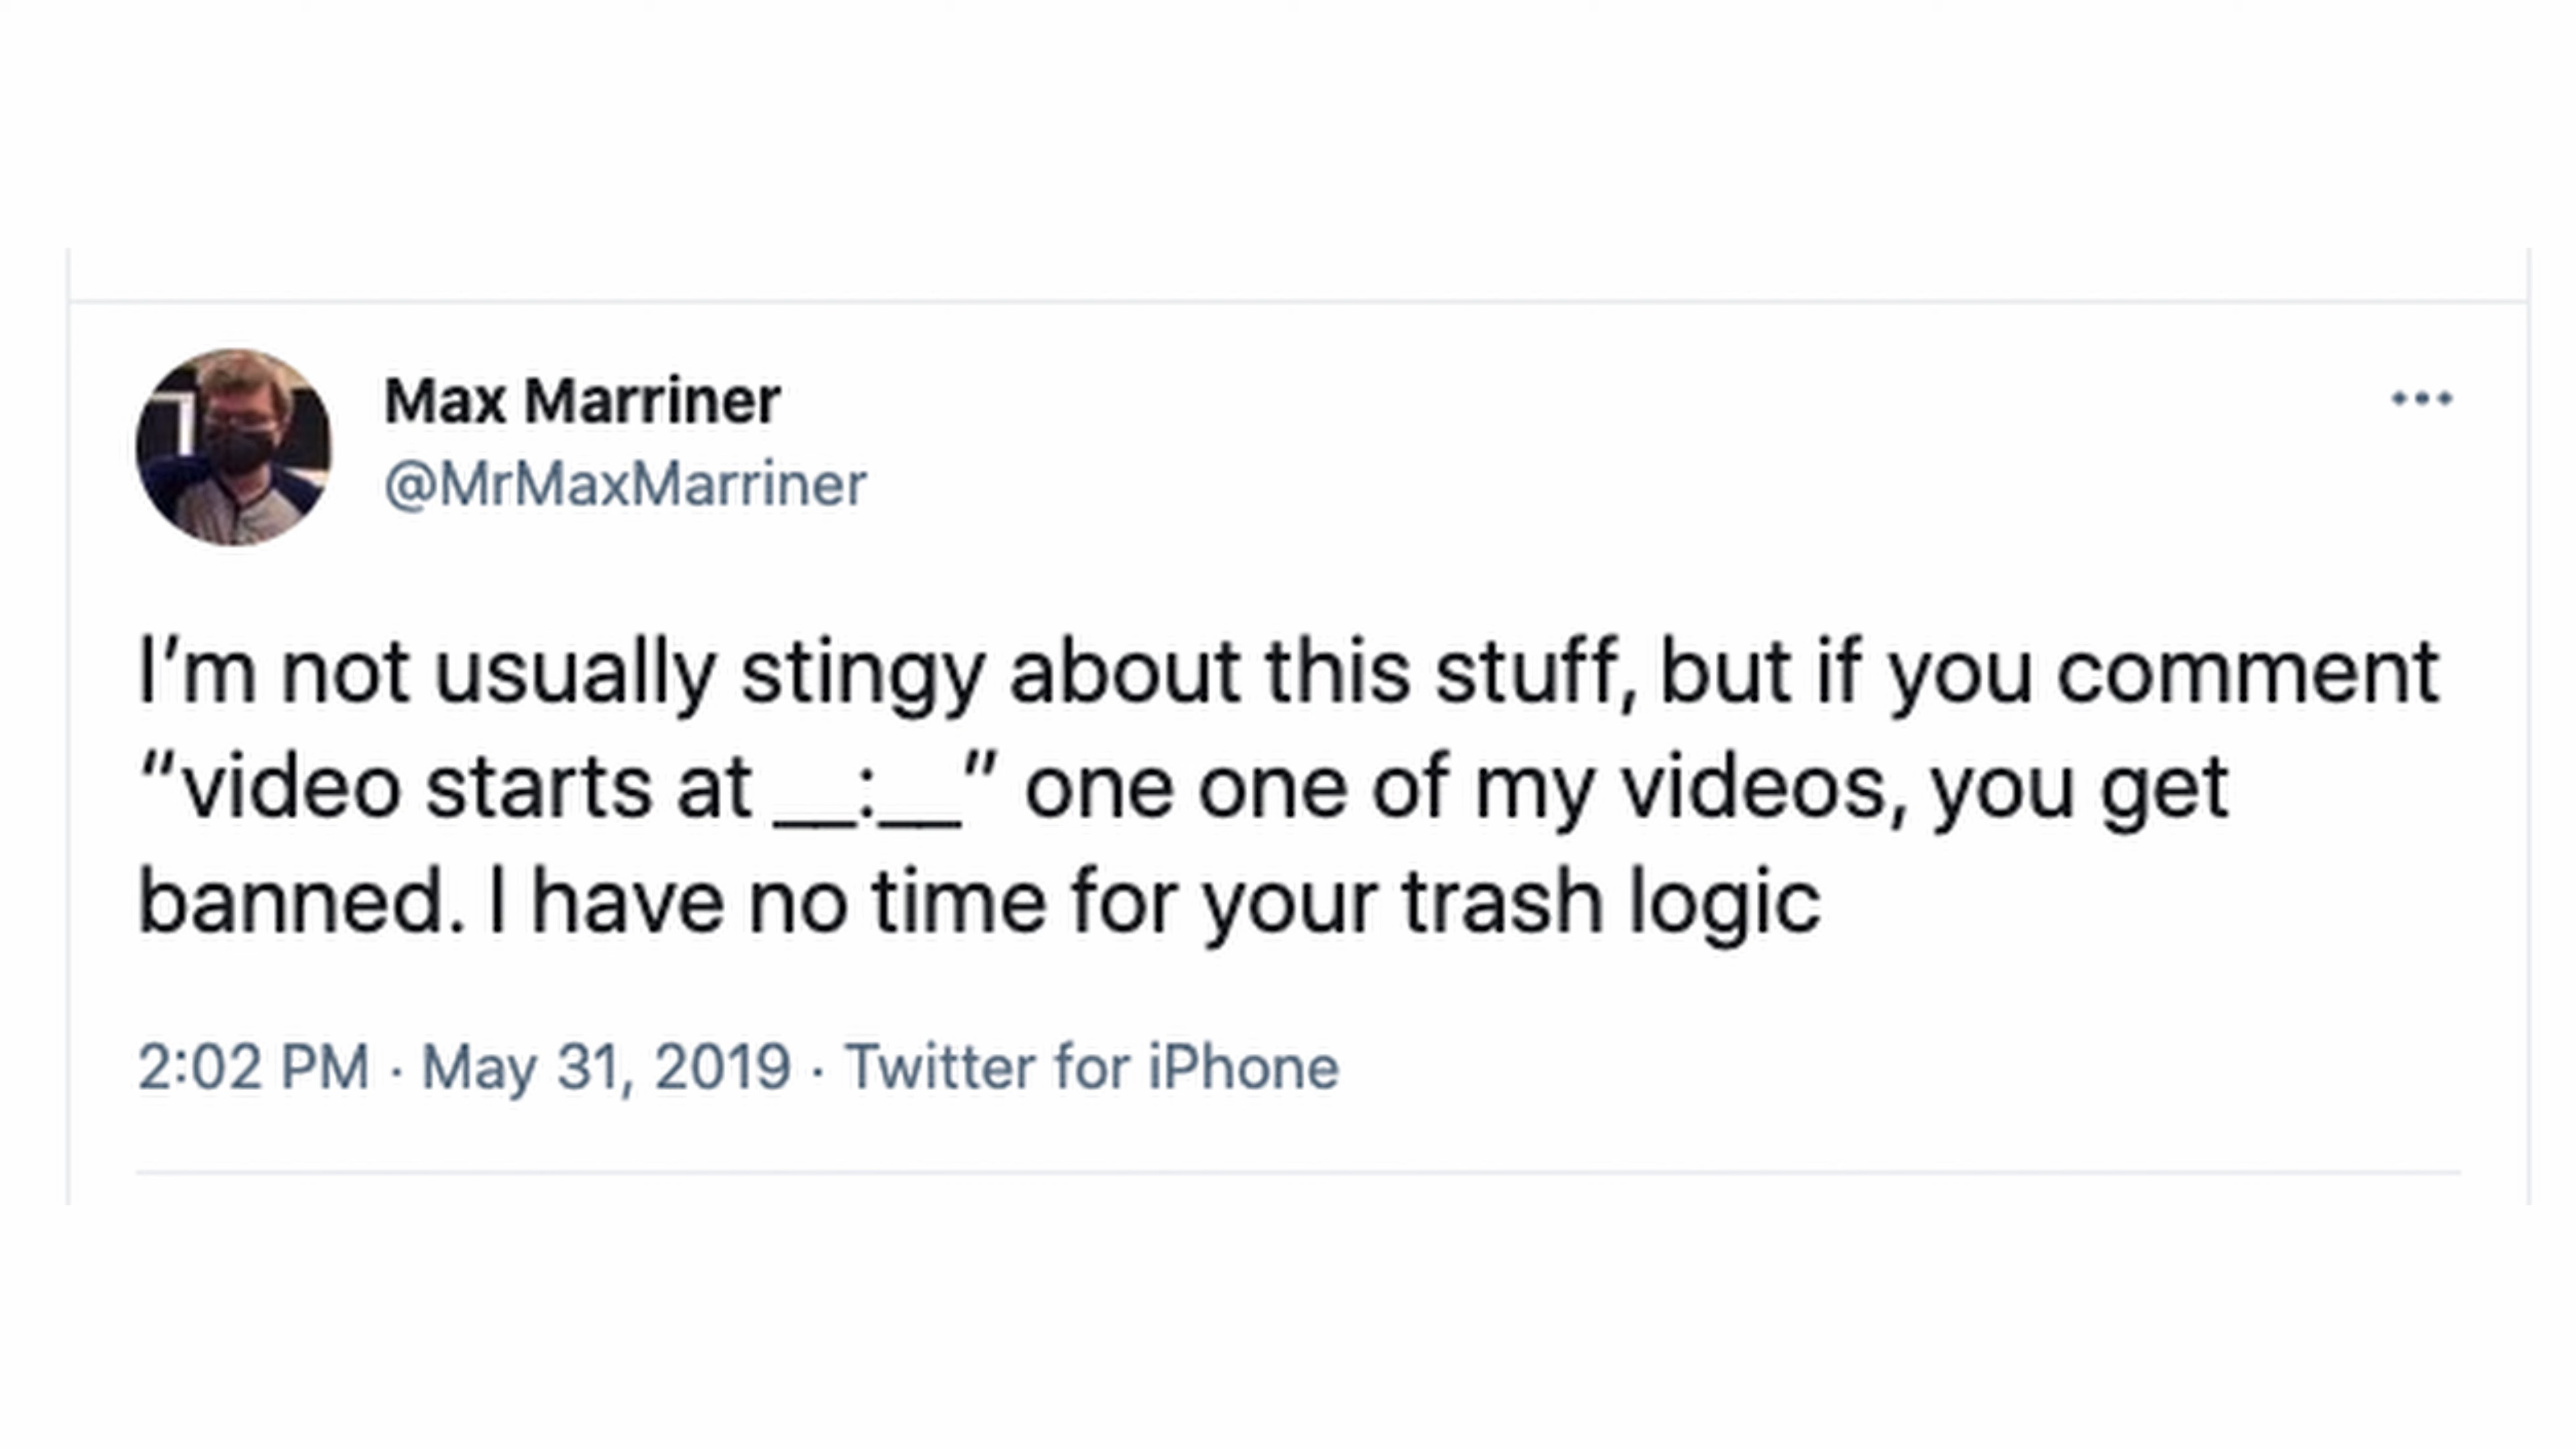 Max Marriner
@MrMaxMarriner
I’m not usually stingy about this stuff, but if you comment
“video starts at __:__” one one of my videos, you get
banned. I have no time for your trash logic
2:02 PM · May 31, 2019 · Twitter for iPhone